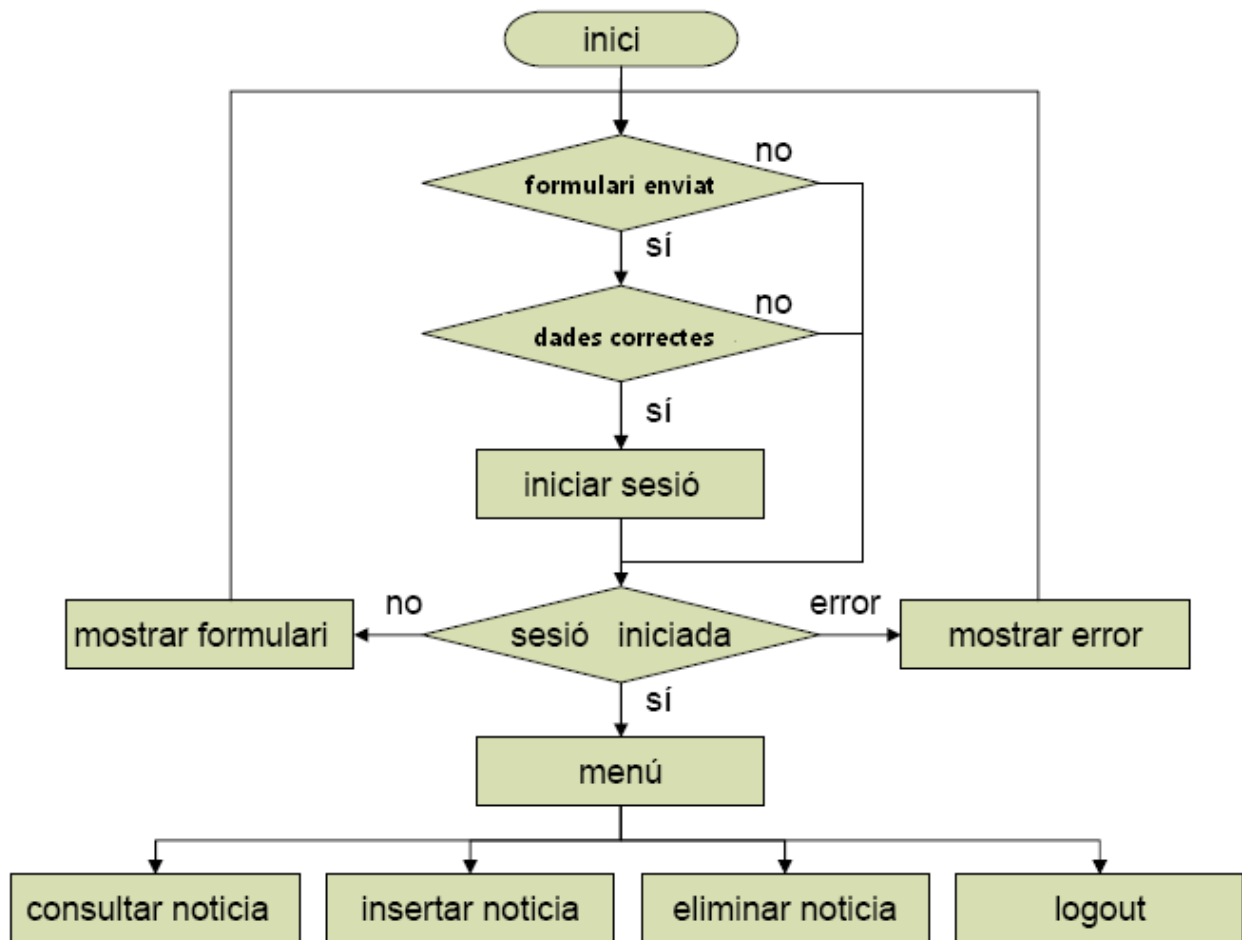 inici
no
formulari enviat
sí
no
dades correctes
sí
iniciar sesió
no
error
mostrar formulari
sesió iniciada
mostrar error
sí
menú
consultar noticia
insertar noticia
eliminar noticia
logout